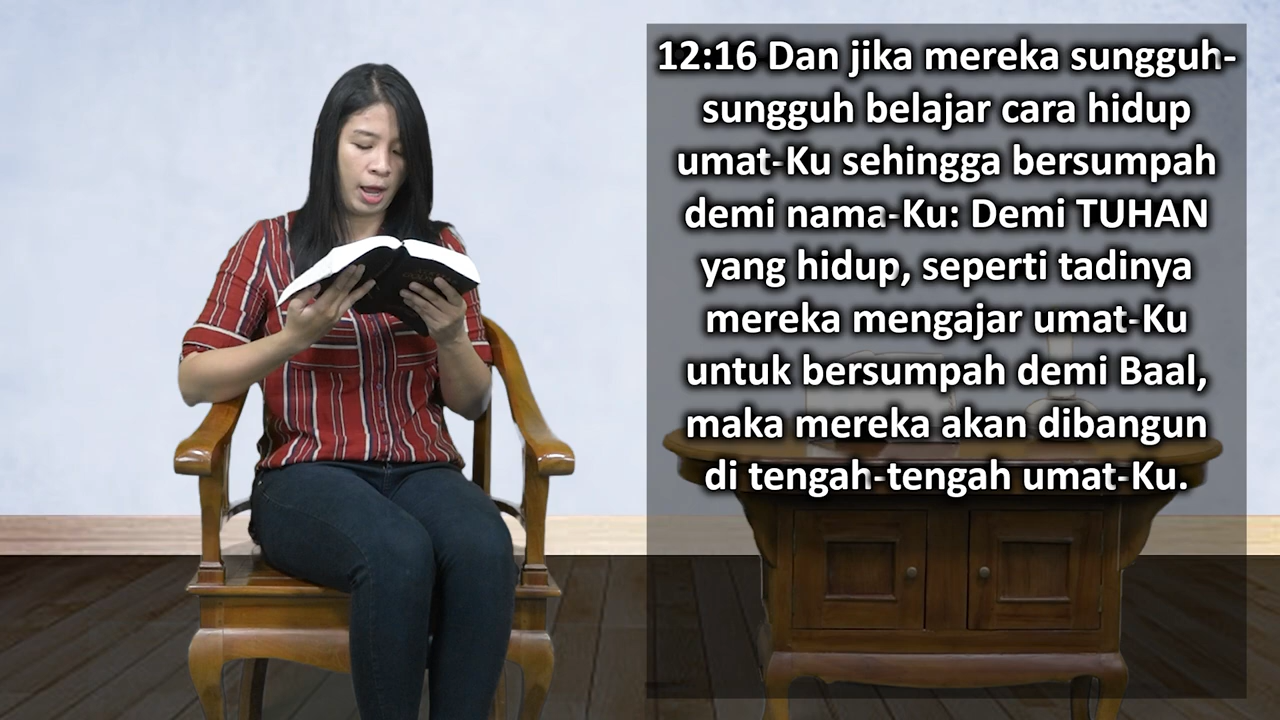 12:16 Dan jika mereka sungguh-
sungguh belajar cara hidup
umat-Ku sehingga bersumpah
demi nama-Ku: Demi TUHAN
yang hidup, seperti tadinya
mereka mengajar umat-Ku
untuk bersumpah demi Baal,
maka mereka akan dibangun
di tengah-tengah umat-Ku.